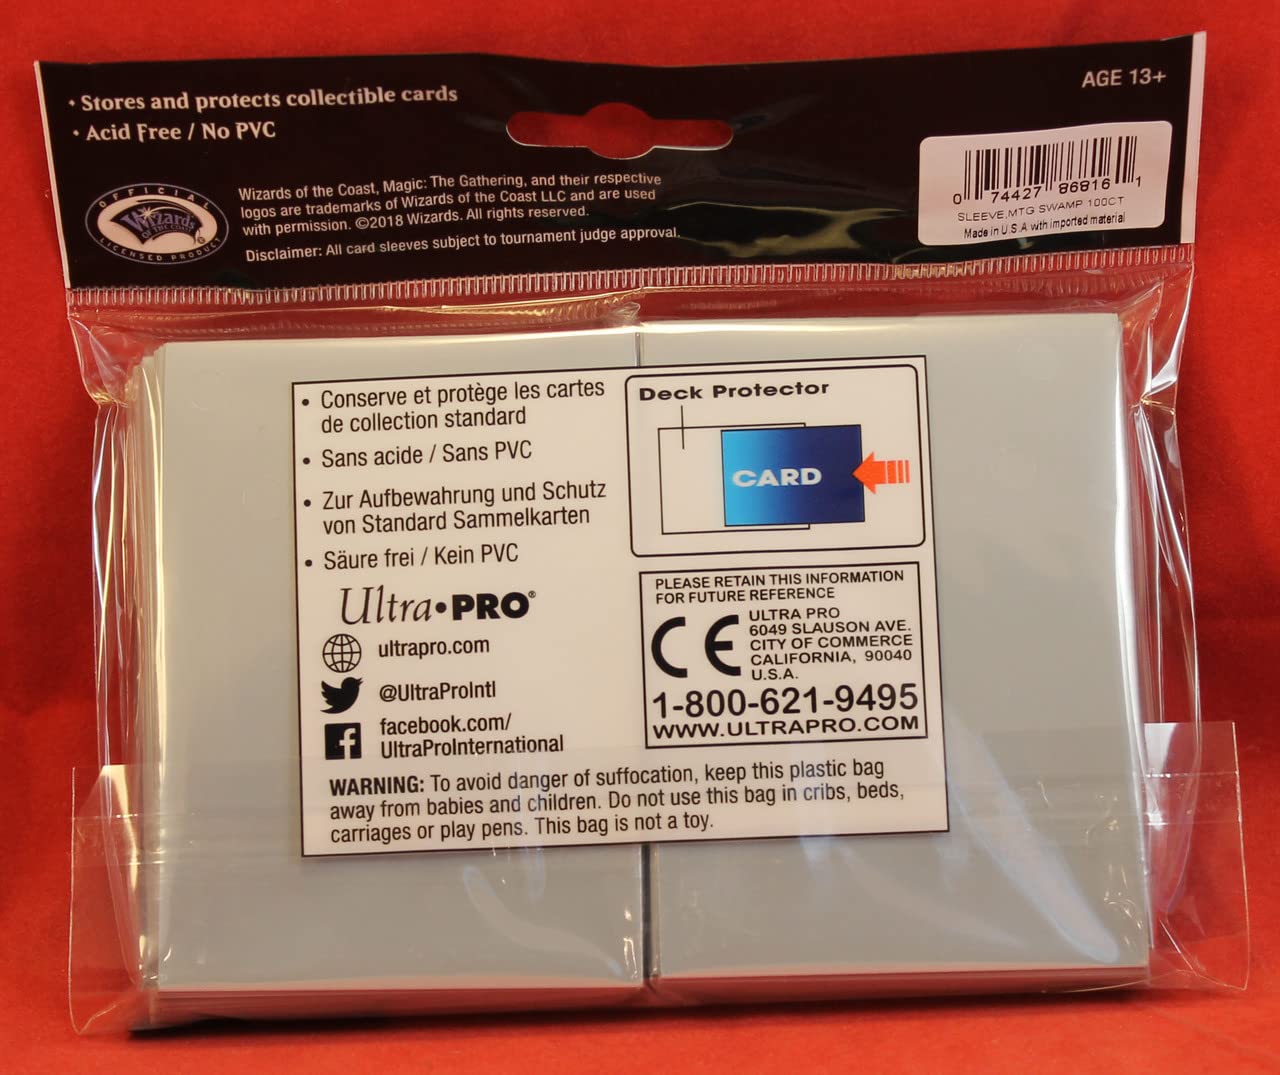 • Stores and protects collectible cards
• Acid Free / No PVC
AGE 13+
OFFICIAL
Wizards
OF THE COAST
LICENSED PRODUCT
Wizards of the Coast, Magic: The Gathering, and their respective
logos are trademarks of Wizards of the Coast LLC and are used
with permission. ©2018 Wizards. All rights reserved.
Disclaimer: All card sleeves subject to tournament judge approval.
0 74427 86816 1
SLEEVE,MTG SWAMP 100CT
Made in U.S.A with imported material
• Conserve et protège les cartes
de collection standard
• Sans acide / Sans PVC
• Zur Aufbewahrung und Schutz
von Standard Sammelkarten
• Säure frei / Kein PVC
Ultra•PRO®
ultrapro.com
@UltraProIntl
facebook.com/
UltraProInternational
Deck Protector
CARD
PLEASE RETAIN THIS INFORMATION
FOR FUTURE REFERENCE
CE
ULTRA PRO
6049 SLAUSON AVE.
CITY OF COMMERCE
CALIFORNIA, 90040
U.S.A.
1-800-621-9495
WWW.ULTRAPRO.COM
WARNING: To avoid danger of suffocation, keep this plastic bag
away from babies and children. Do not use this bag in cribs, beds,
carriages or play pens. This bag is not a toy.